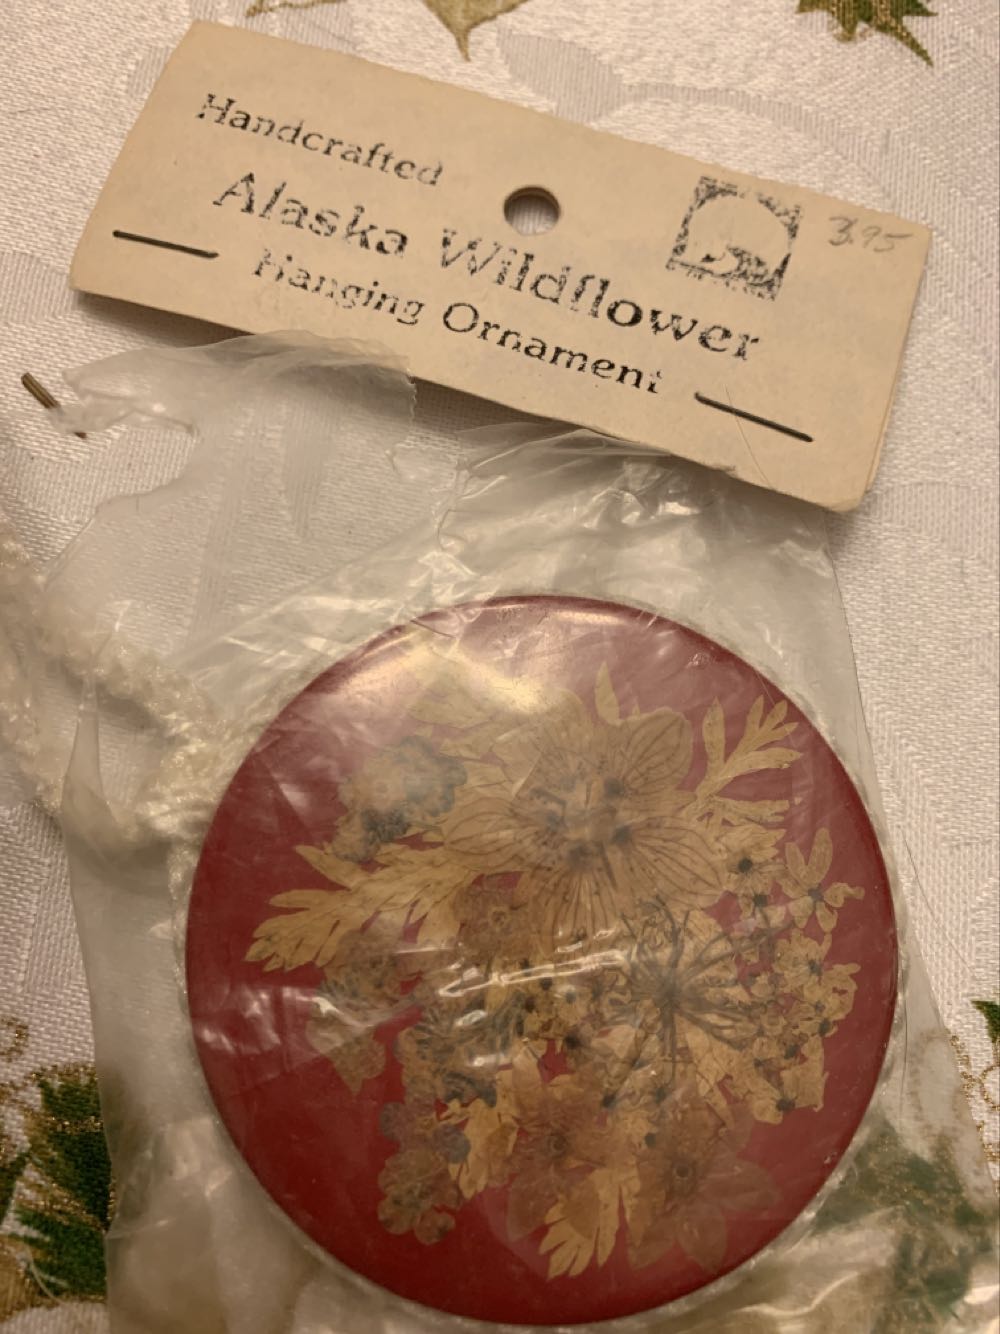 Handcrafted
Alaska Wildflower
Hanging Ornament
3.95